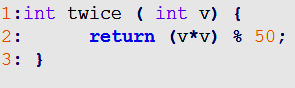 1:int twice ( int v) {
2:     return (v*v) % 50;
3: }